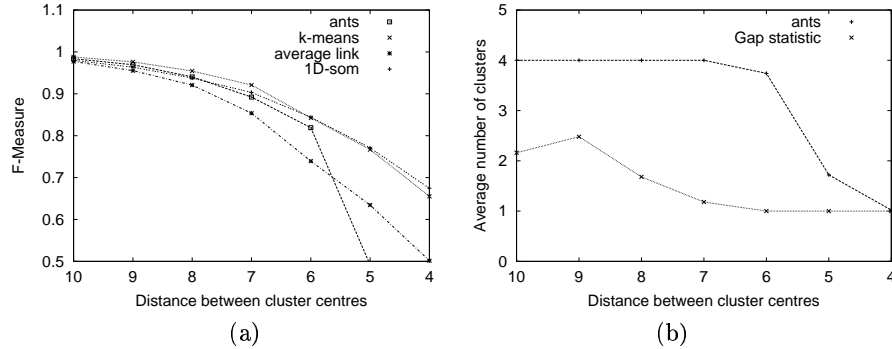 F-Measure
1.1
1
0.9
0.8
0.7
0.6
0.5
ants
k-means
average link
1D-som
10 9 8 7 6 5 4
Distance between cluster centres
(a)
Average number of clusters
5
4
3
2
1
0
ants
Gap statistic
10 9 8 7 6 5 4
Distance between cluster centres
(b)